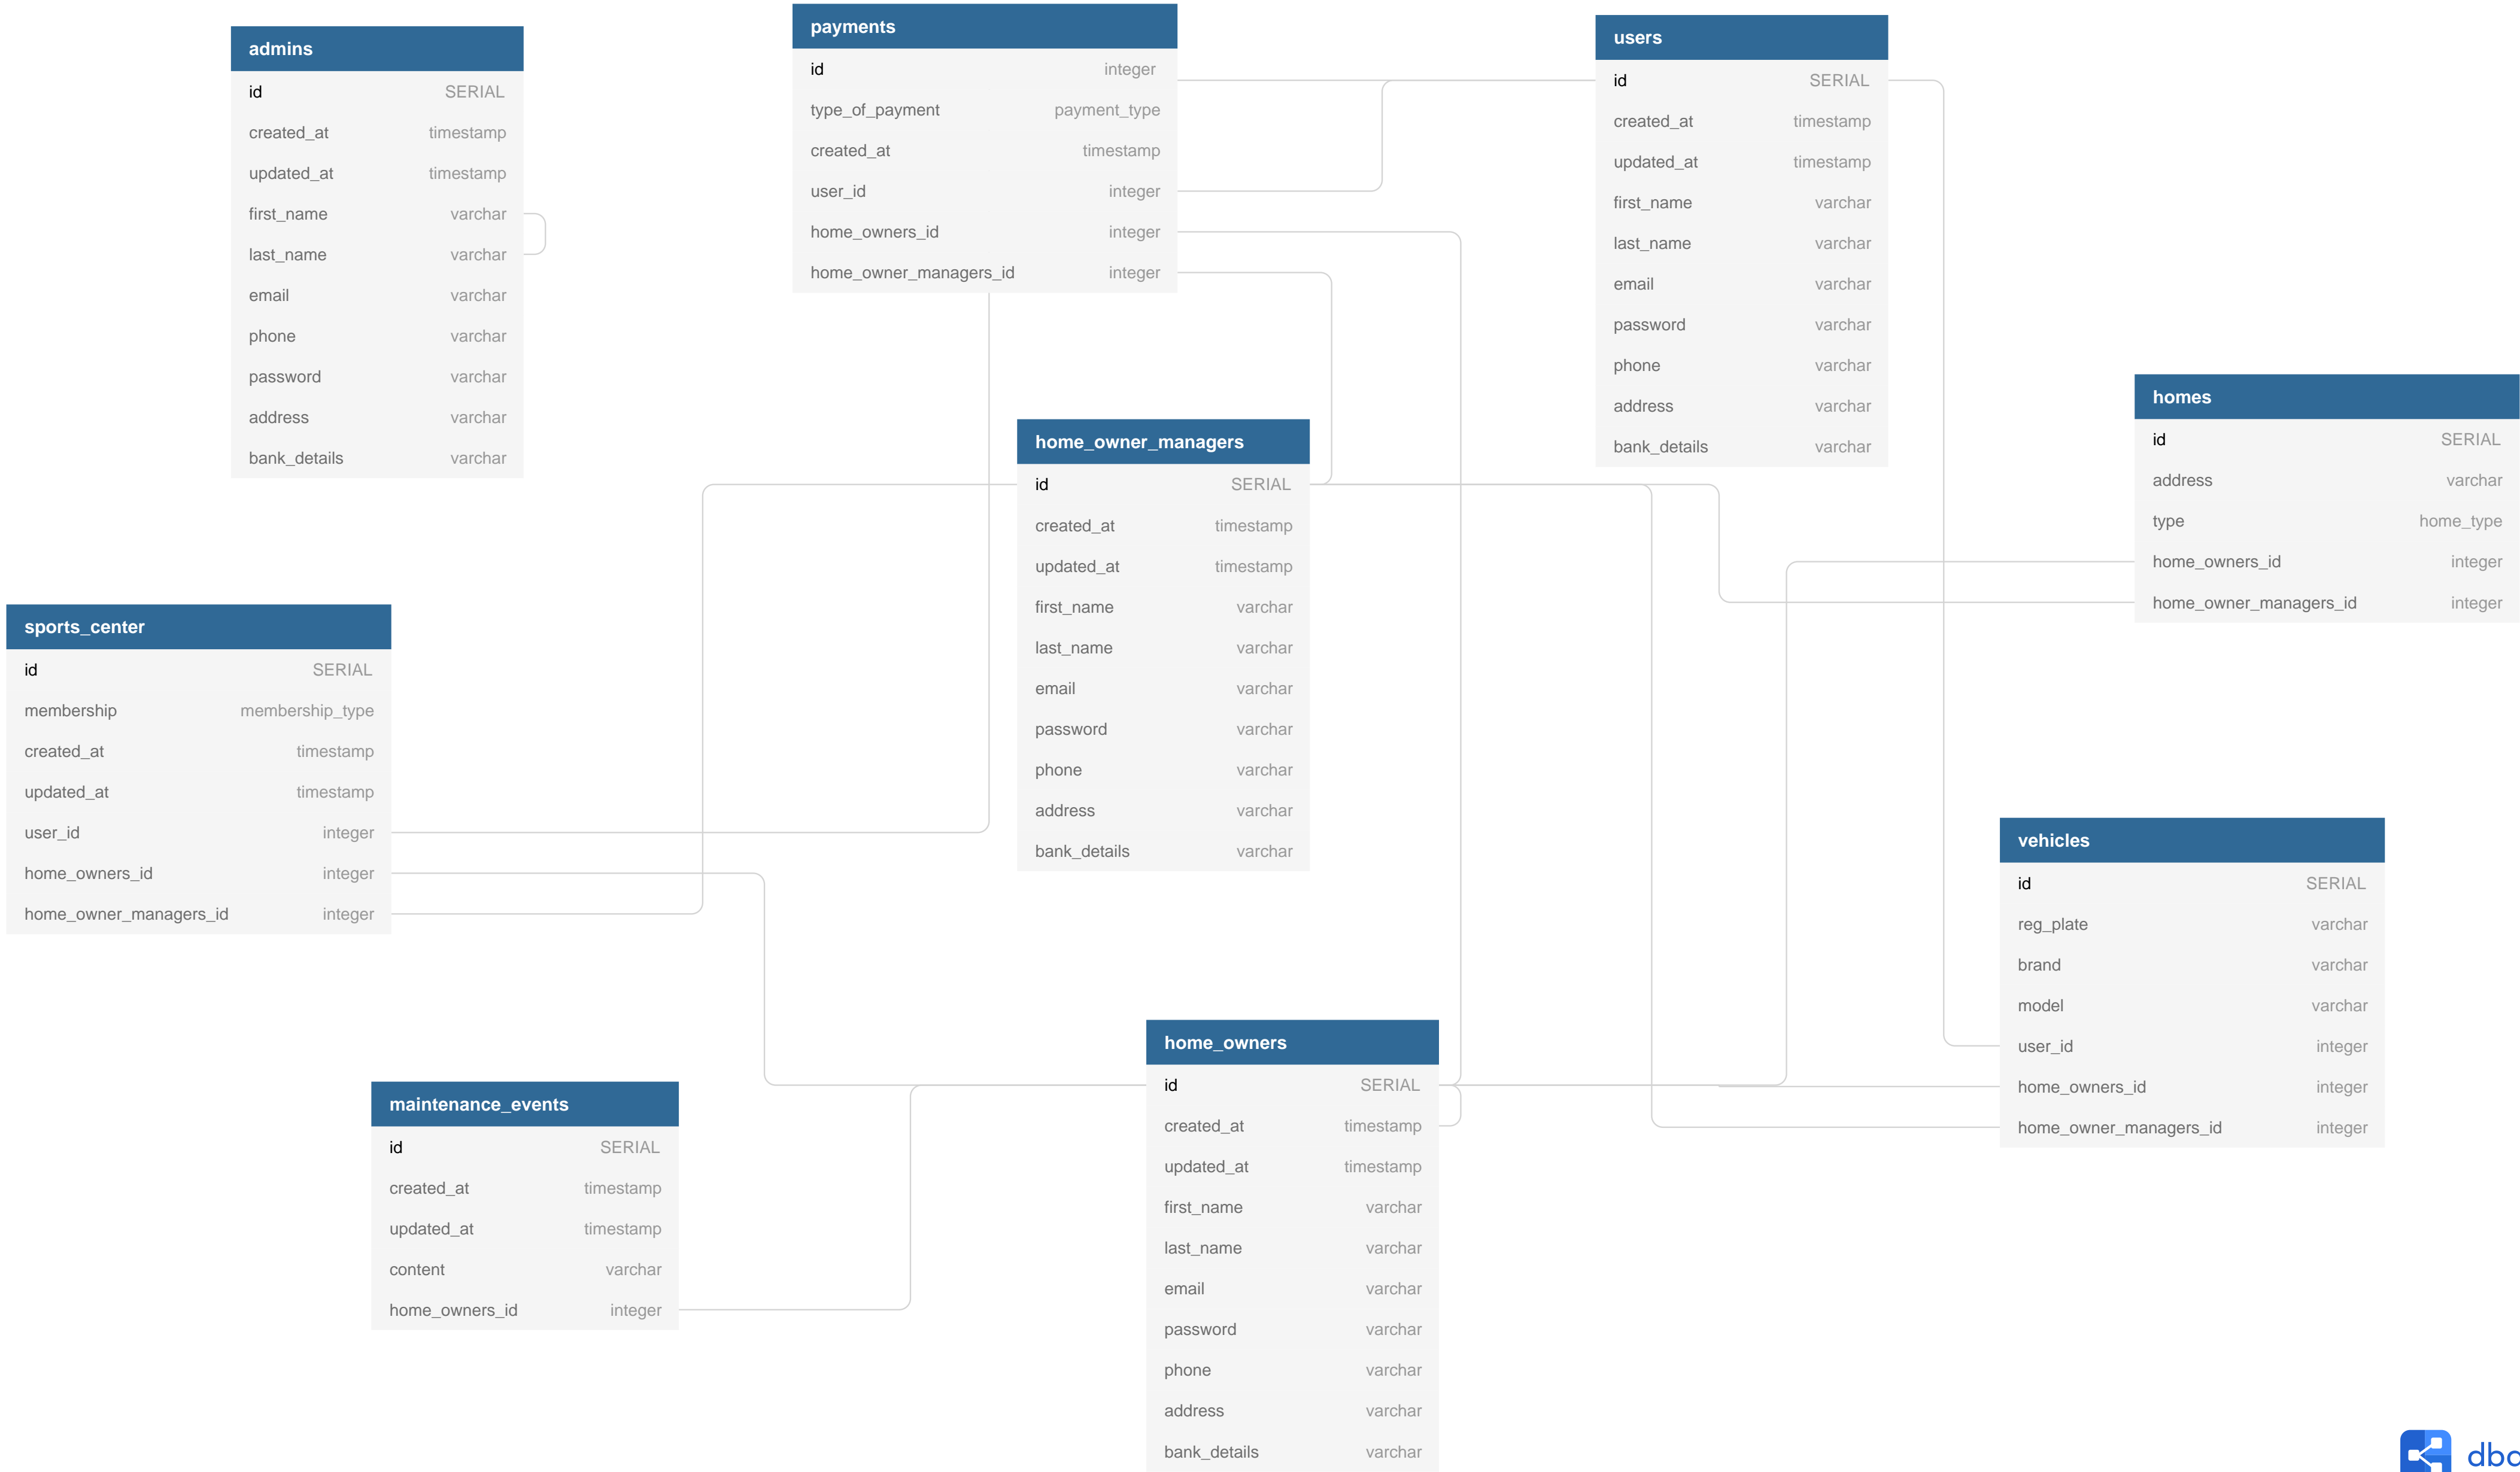 admins
id SERIAL
created_at timestamp
updated_at timestamp
first_name varchar
last_name varchar
email varchar
phone varchar
password varchar
address varchar
bank_details varchar
payments
id integer
type_of_payment payment_type
created_at timestamp
user_id integer
home_owners_id integer
home_owner_managers_id integer
users
id SERIAL
created_at timestamp
updated_at timestamp
first_name varchar
last_name varchar
email varchar
password varchar
phone varchar
address varchar
bank_details varchar
homes
id SERIAL
address varchar
type home_type
home_owners_id integer
home_owner_managers_id integer
home_owner_managers
id SERIAL
created_at timestamp
updated_at timestamp
first_name varchar
last_name varchar
email varchar
password varchar
phone varchar
address varchar
bank_details varchar
sports_center
id SERIAL
membership membership_type
created_at timestamp
updated_at timestamp
user_id integer
home_owners_id integer
home_owner_managers_id integer
vehicles
id SERIAL
reg_plate varchar
brand varchar
model varchar
user_id integer
home_owners_id integer
home_owner_managers_id integer
maintenance_events
id SERIAL
created_at timestamp
updated_at timestamp
content varchar
home_owners_id integer
home_owners
id SERIAL
created_at timestamp
updated_at timestamp
first_name varchar
last_name varchar
email varchar
password varchar
phone varchar
address varchar
bank_details varchar